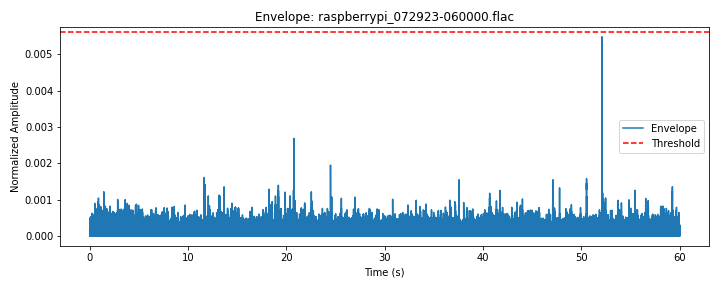 Envelope: raspberrypi_072923-060000.flac
Normalized Amplitude
0.005
0.004
0.003
0.002
0.001
0.000
Envelope
Threshold
0
10
20
30
40
50
60
Time (s)